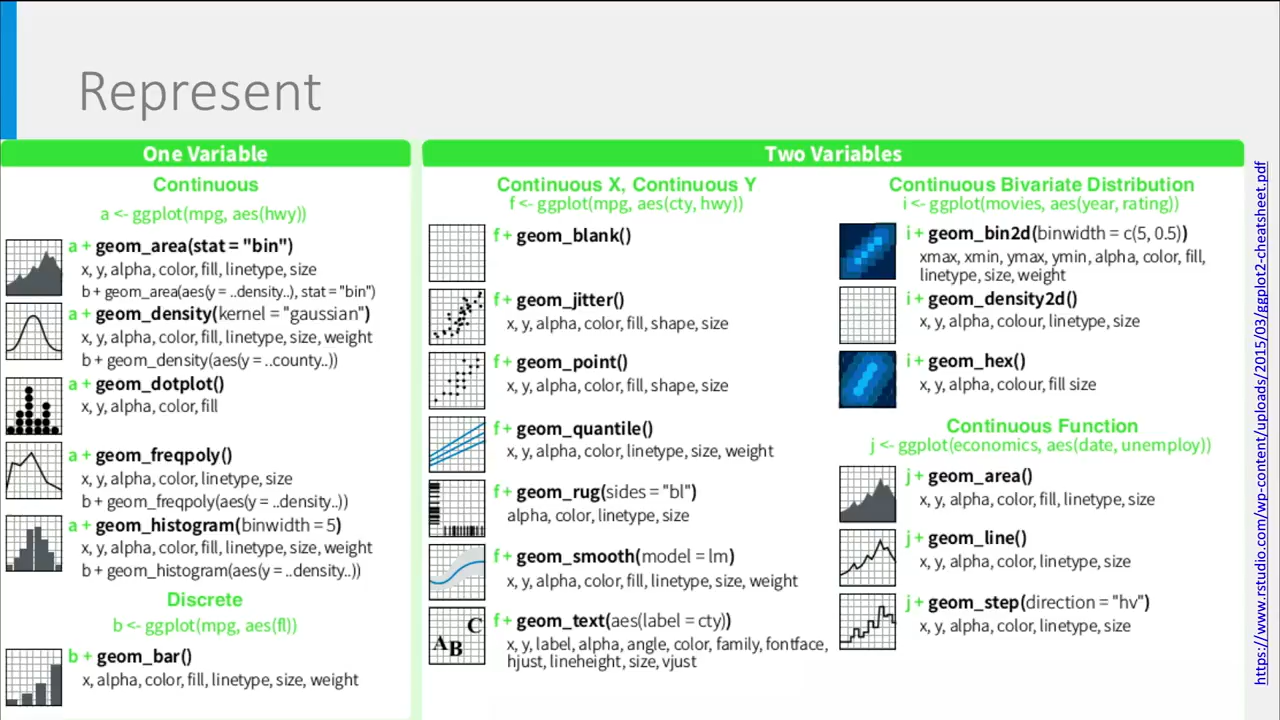 Represent
One Variable
Continuous
a <- ggplot(mpg, aes(hwy))
a + geom_area(stat = "bin")
x, y, alpha, color, fill, linetype, size
b + geom_area(aes(y = ..density..), stat = "bin")
a + geom_density(kernel = "gaussian")
x, y, alpha, color, fill, linetype, size, weight
b + geom_density(aes(y = ..county..))
a + geom_dotplot()
x, y, alpha, color, fill
a + geom_freqpoly()
x, y, alpha, color, linetype, size
b + geom_freqpoly(aes(y = ..density..))
a + geom_histogram(binwidth = 5)
x, y, alpha, color, fill, linetype, size, weight
b + geom_histogram(aes(y = ..density..))
Discrete
b <- ggplot(mpg, aes(fl))
b + geom_bar()
x, alpha, color, fill, linetype, size, weight
Two Variables
Continuous X, Continuous Y
f <- ggplot(mpg, aes(cty, hwy))
f + geom_blank()
f + geom_jitter()
x, y, alpha, color, fill, shape, size
f + geom_point()
x, y, alpha, color, fill, shape, size
f + geom_quantile()
x, y, alpha, color, linetype, size, weight
f + geom_rug(sides = "bl")
alpha, color, linetype, size
f + geom_smooth(model = lm)
x, y, alpha, color, fill, linetype, size, weight
A B C
f + geom_text(aes(label = cty))
x, y, label, alpha, angle, color, family, fontface,
hjust, lineheight, size, vjust
Continuous Bivariate Distribution
i <- ggplot(movies, aes(year, rating))
i + geom_bin2d(binwidth = c(5, 0.5))
xmax, xmin, ymax, ymin, alpha, color, fill,
linetype, size, weight
i + geom_density2d()
x, y, alpha, colour, linetype, size
i + geom_hex()
x, y, alpha, colour, fill size
Continuous Function
j <- ggplot(economics, aes(date, unemploy))
j + geom_area()
x, y, alpha, color, fill, linetype, size
j + geom_line()
x, y, alpha, color, linetype, size
j + geom_step(direction = "hv")
x, y, alpha, color, linetype, size
https://www.rstudio.com/wp-content/uploads/2015/03/ggplot2-cheatsheet.pdf